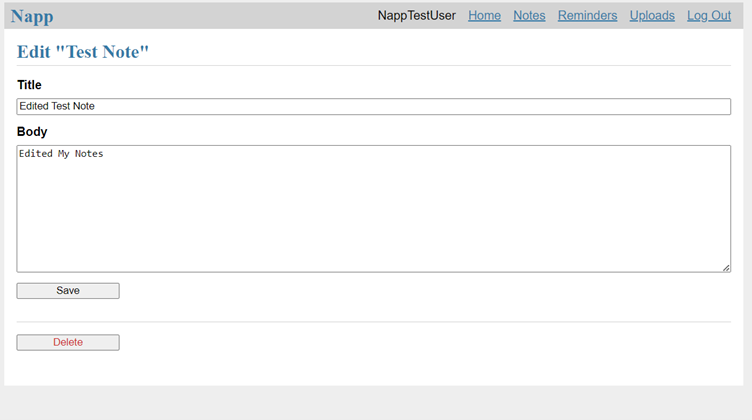 Napp
NappTestUser Home Notes Reminders Uploads Log Out
Edit "Test Note"
Title
Edited Test Note
Body
Edited My Notes
Save
Delete